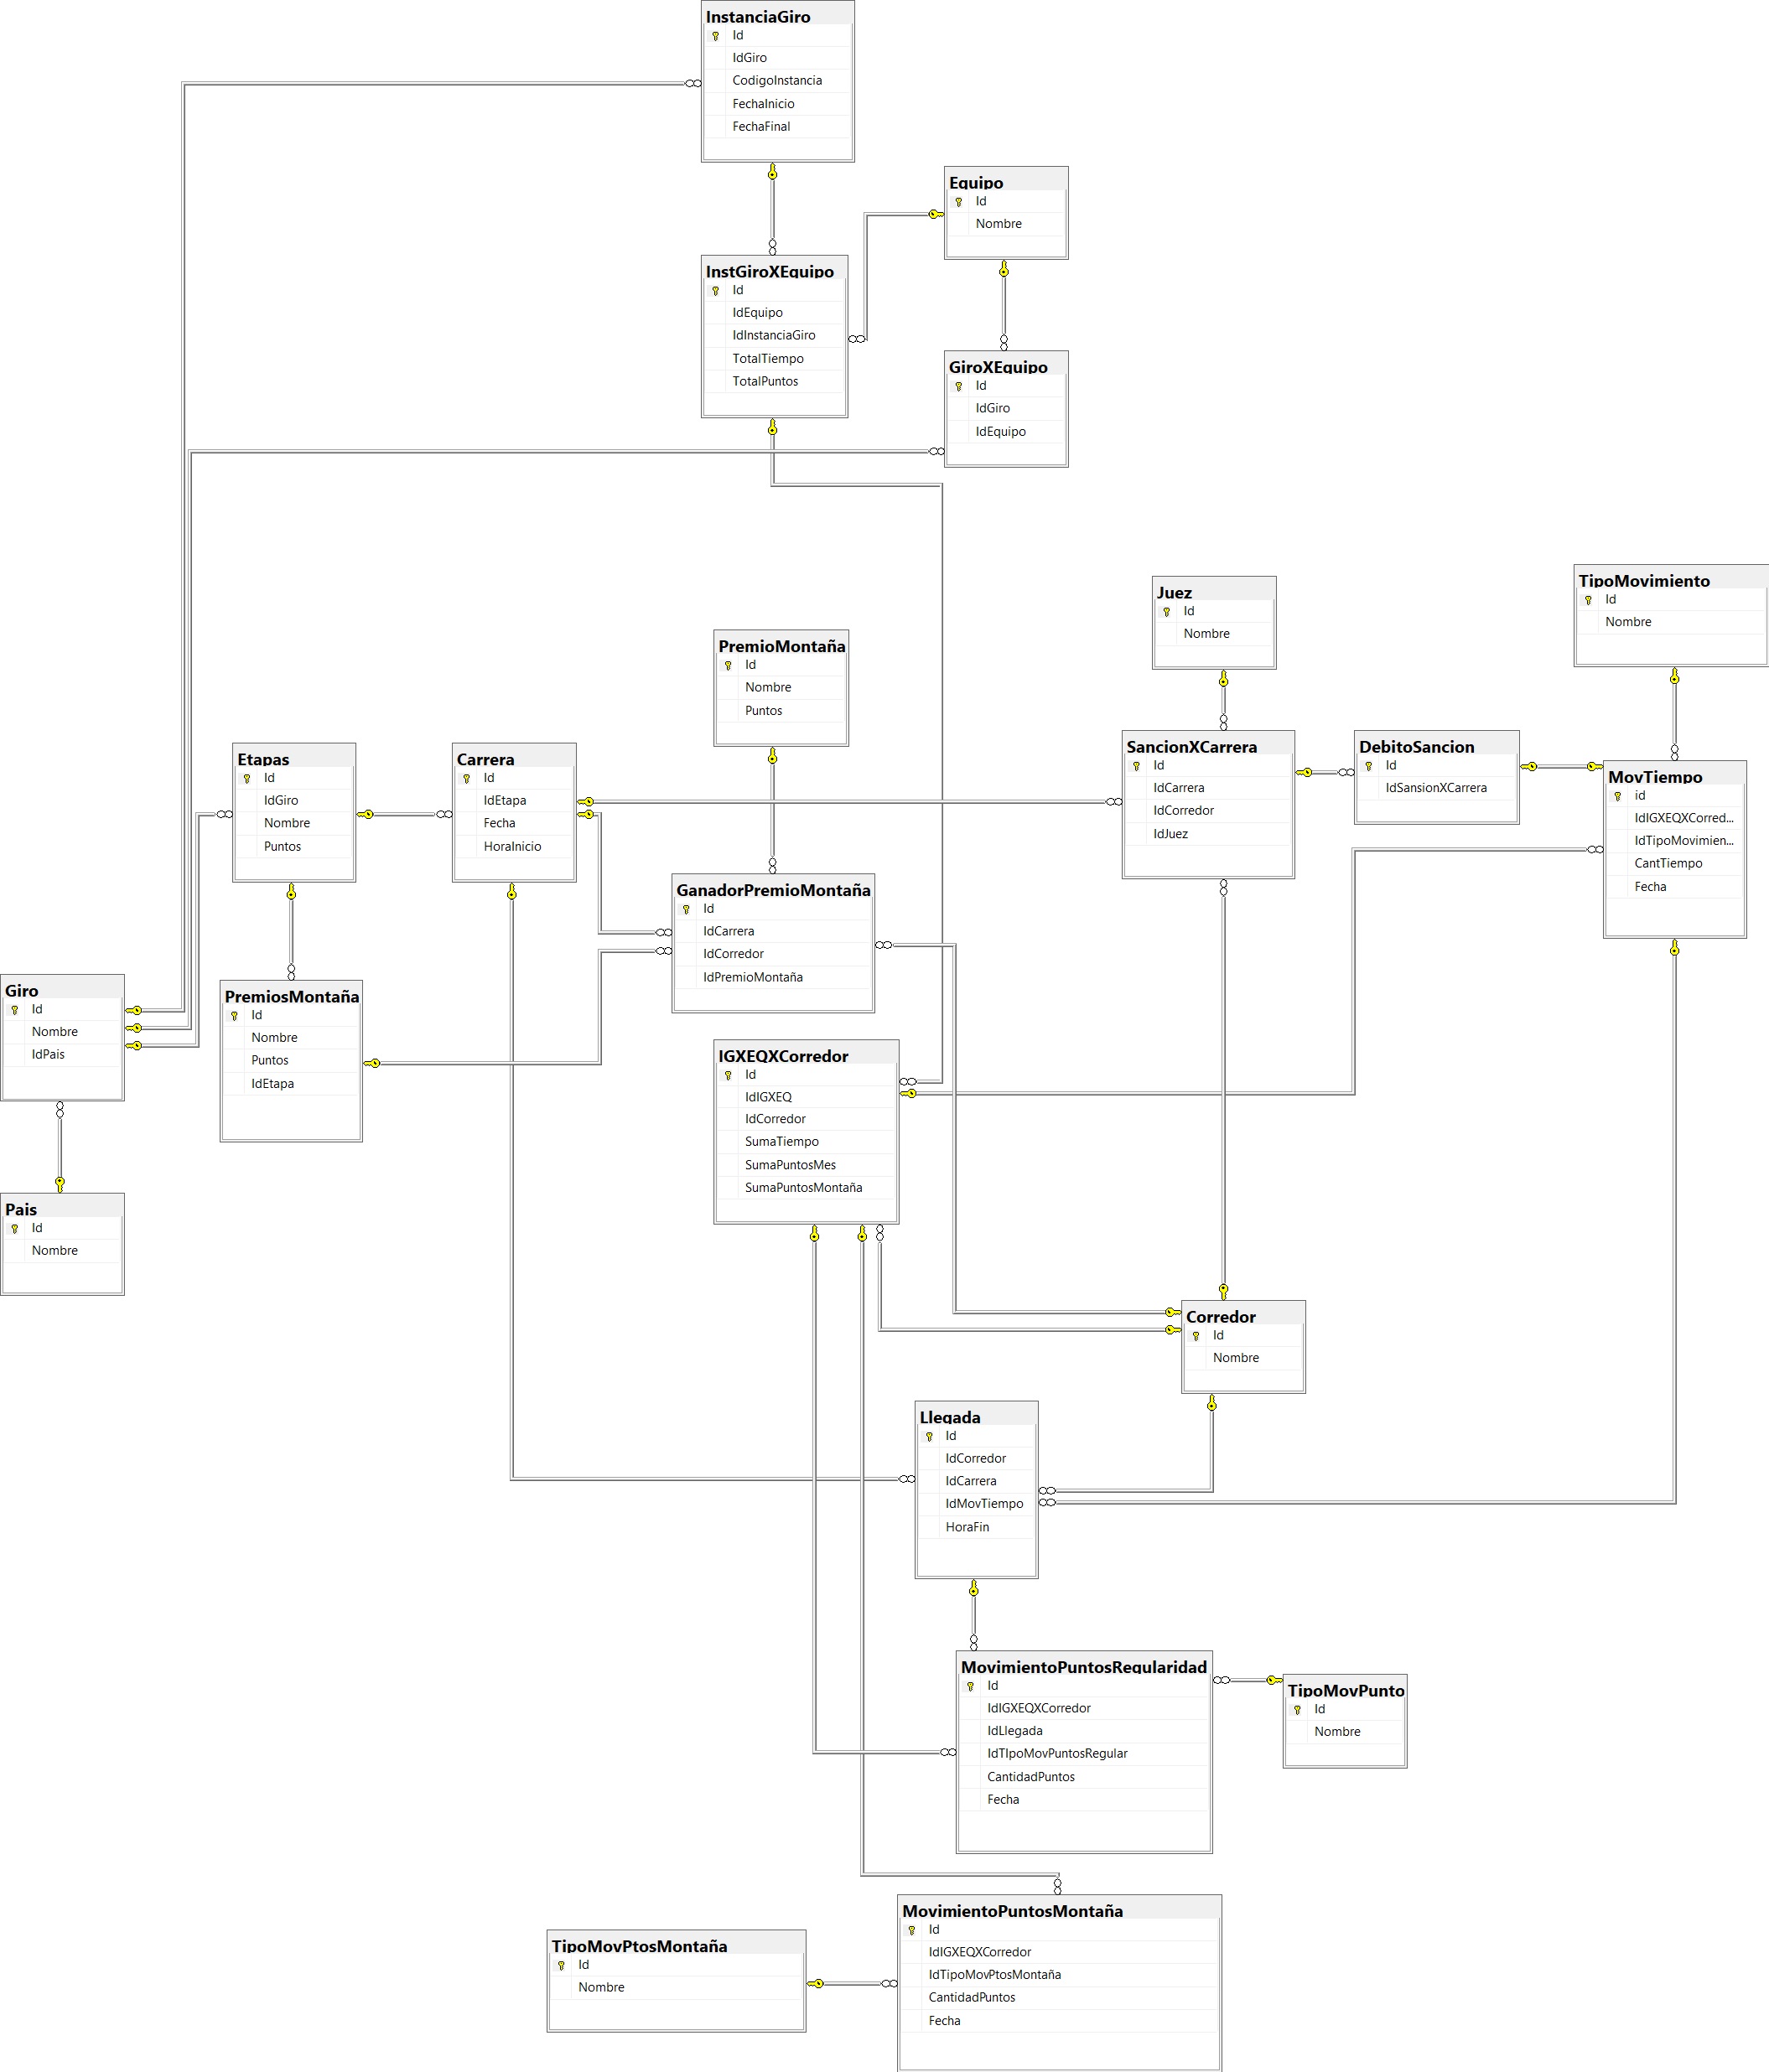 InstanciaGiro
Id
IdGiro
CodigoInstancia
FechaInicio
FechaFinal
Equipo
Id
Nombre
InstGiroXEquipo
Id
IdEquipo
IdInstanciaGiro
TotalTiempo
TotalPuntos
GiroXEquipo
Id
IdGiro
IdEquipo
Juez
Id
Nombre
TipoMovimiento
Id
Nombre
PremioMontaña
Id
Nombre
Puntos
Etapas
Id
IdGiro
Nombre
Puntos
Carrera
Id
IdEtapa
Fecha
HoraInicio
SancionXCarrera
Id
IdCarrera
IdCorredor
IdJuez
DebitoSancion
Id
IdSansionXCarrera
MovTiempo
id
IdIGXEQXCorred...
IdTipoMovimien...
CantTiempo
Fecha
GanadorPremioMontaña
Id
IdCarrera
IdCorredor
IdPremioMontaña
Giro
Id
Nombre
IdPais
PremiosMontaña
Id
Nombre
Puntos
IdEtapa
IGXEQXCorredor
Id
IdIGXEQ
IdCorredor
SumaTiempo
SumaPuntosMes
SumaPuntosMontaña
Pais
Id
Nombre
Corredor
Id
Nombre
Llegada
Id
IdCorredor
IdCarrera
IdMovTiempo
HoraFin
MovimientoPuntosRegularidad
Id
IdIGXEQXCorredor
IdLlegada
IdTIpoMovPuntosRegular
CantidadPuntos
Fecha
TipoMovPunto
Id
Nombre
MovimientoPuntosMontaña
Id
IdIGXEQXCorredor
IdTipoMovPtosMontaña
CantidadPuntos
Fecha
TipoMovPtosMontaña
Id
Nombre